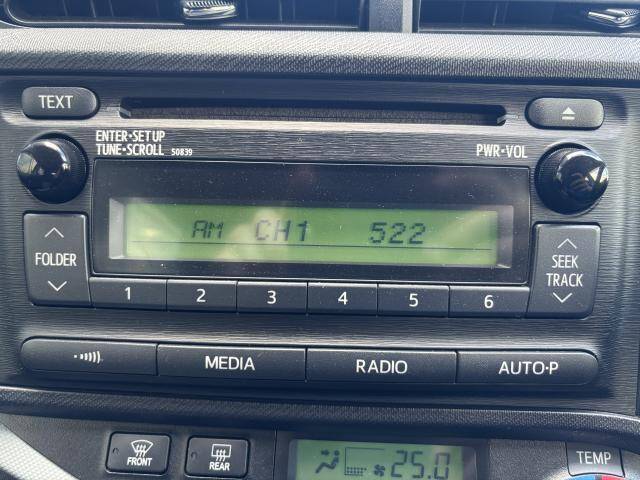 TEXT
ENTER•SETUP
TUNE•SCROLL 50839
PWR•VOL
AM CH1 522
FOLDER
SEEK
TRACK
1 2 3 4 5 6
MEDIA
RADIO
AUTO•P
FRONT
REAR
25.0
TEMP